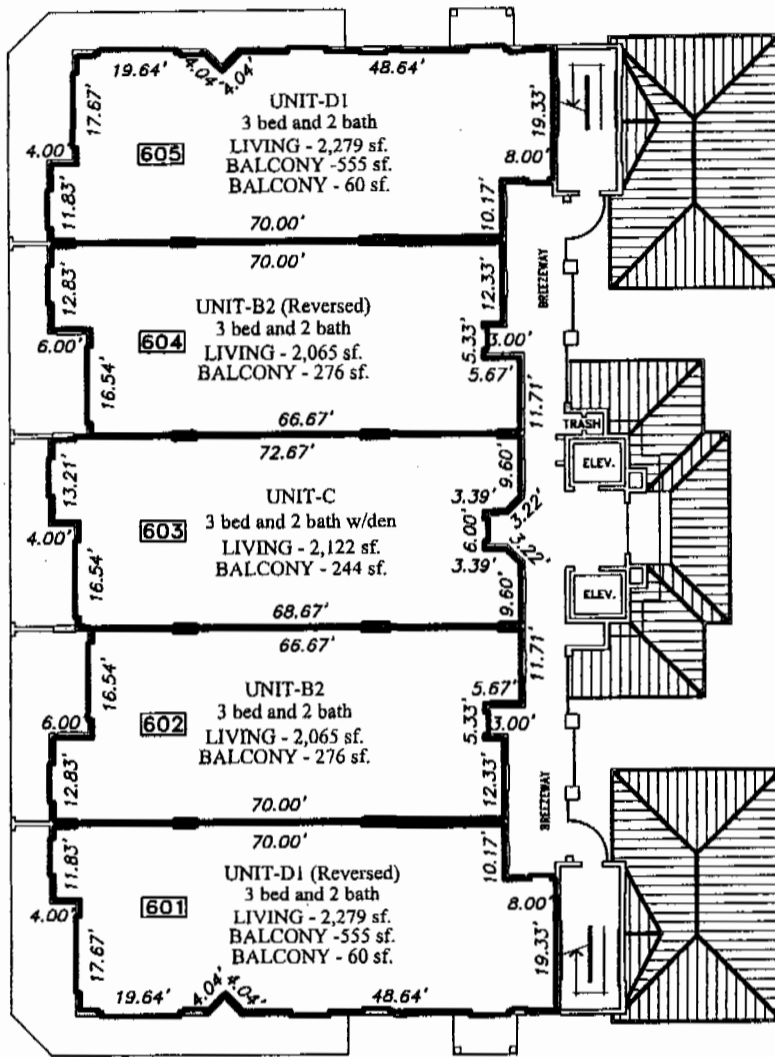 19.64'
4.04'
4.04'
48.64'
17.67'
UNIT-D1
3 bed and 2 bath
LIVING - 2,279 sf.
BALCONY -555 sf.
BALCONY - 60 sf.
605
19.33'
8.00'
4.00'
11.83'
10.17'
70.00'
70.00'
12.83'
12.33'
BREEZEWAY
UNIT-B2 (Reversed)
3 bed and 2 bath
LIVING - 2,065 sf.
BALCONY - 276 sf.
604
6.00'
5.33'
3.00'
5.67'
16.54'
11.71'
66.67'
TRASH
72.67'
ELEV.
13.21'
9.60'
UNIT-C
3 bed and 2 bath w/den
LIVING - 2,122 sf.
BALCONY - 244 sf.
603
3.39'
3.22'
4.00'
6.00'
3.22'
3.39'
16.54'
9.60'
ELEV.
68.67'
66.67'
11.71'
16.54'
UNIT-B2
3 bed and 2 bath
LIVING - 2,065 sf.
BALCONY - 276 sf.
602
5.67'
6.00'
5.33'
3.00'
12.83'
12.33'
BREEZEWAY
70.00'
70.00'
11.83'
10.17'
UNIT-D1 (Reversed)
3 bed and 2 bath
LIVING - 2,279 sf.
BALCONY -555 sf.
BALCONY - 60 sf.
601
8.00'
4.00'
17.67'
19.33'
19.64'
4.04'
4.04'
48.64'